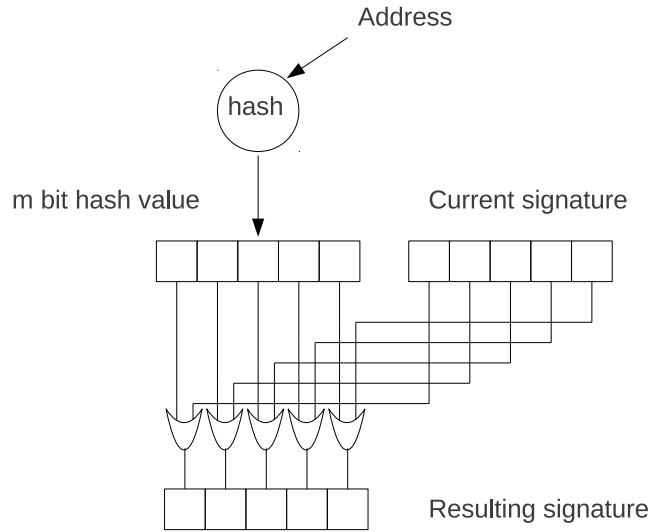 Address
hash
m bit hash value
Current signature
Resulting signature